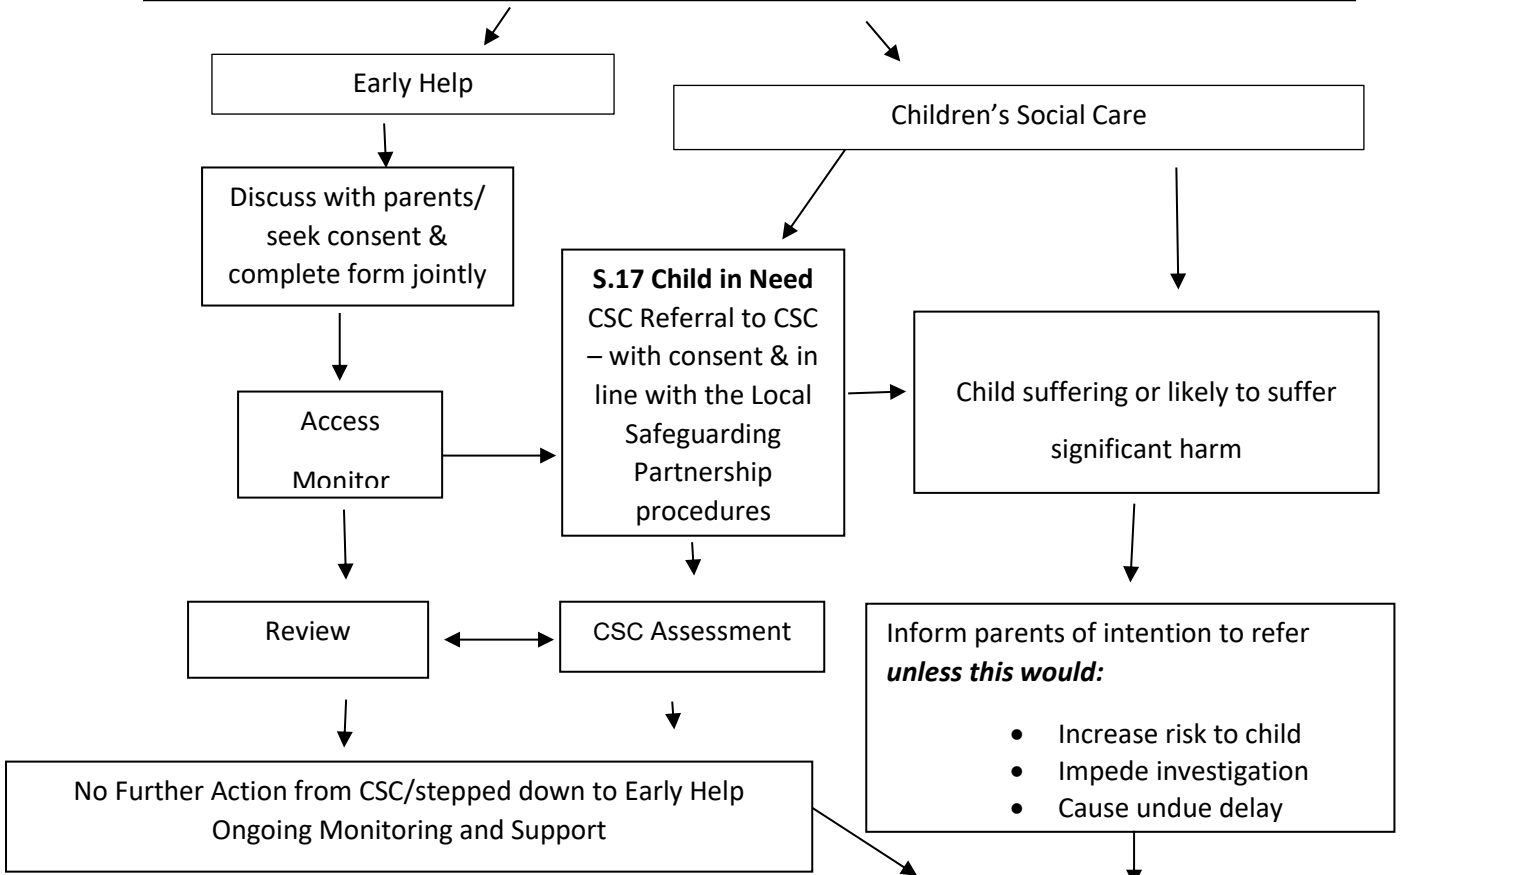 Early Help
Children’s Social Care
Discuss with parents/
seek consent &
complete form jointly
S.17 Child in Need
CSC Referral to CSC
– with consent & in
line with the Local
Safeguarding
Partnership
procedures
Child suffering or likely to suffer
significant harm
Access
Monitor
Review
CSC Assessment
Inform parents of intention to refer
unless this would:
• Increase risk to child
• Impede investigation
• Cause undue delay
No Further Action from CSC/stepped down to Early Help
Ongoing Monitoring and Support